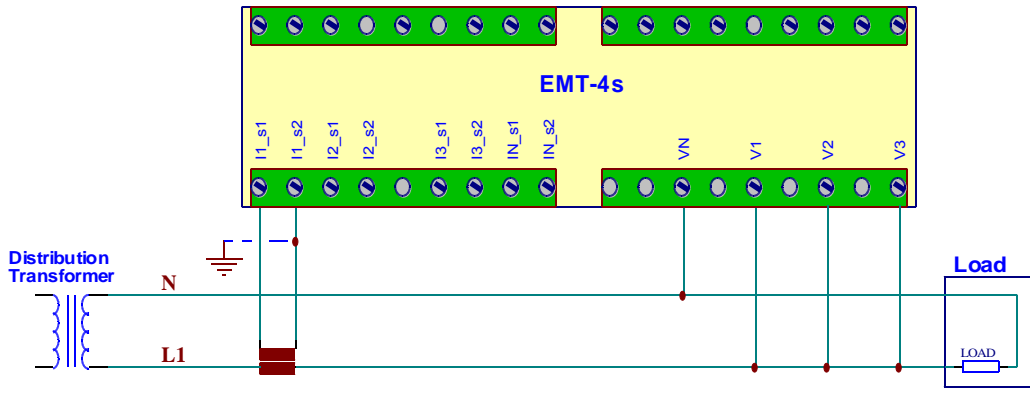 EMT-4s
I1_s1
I1_s2
I2_s1
I2_s2
I3_s1
I3_s2
IN_s1
IN_s2
VN
V1
V2
V3
Distribution
Transformer
N
L1
Load
LOAD